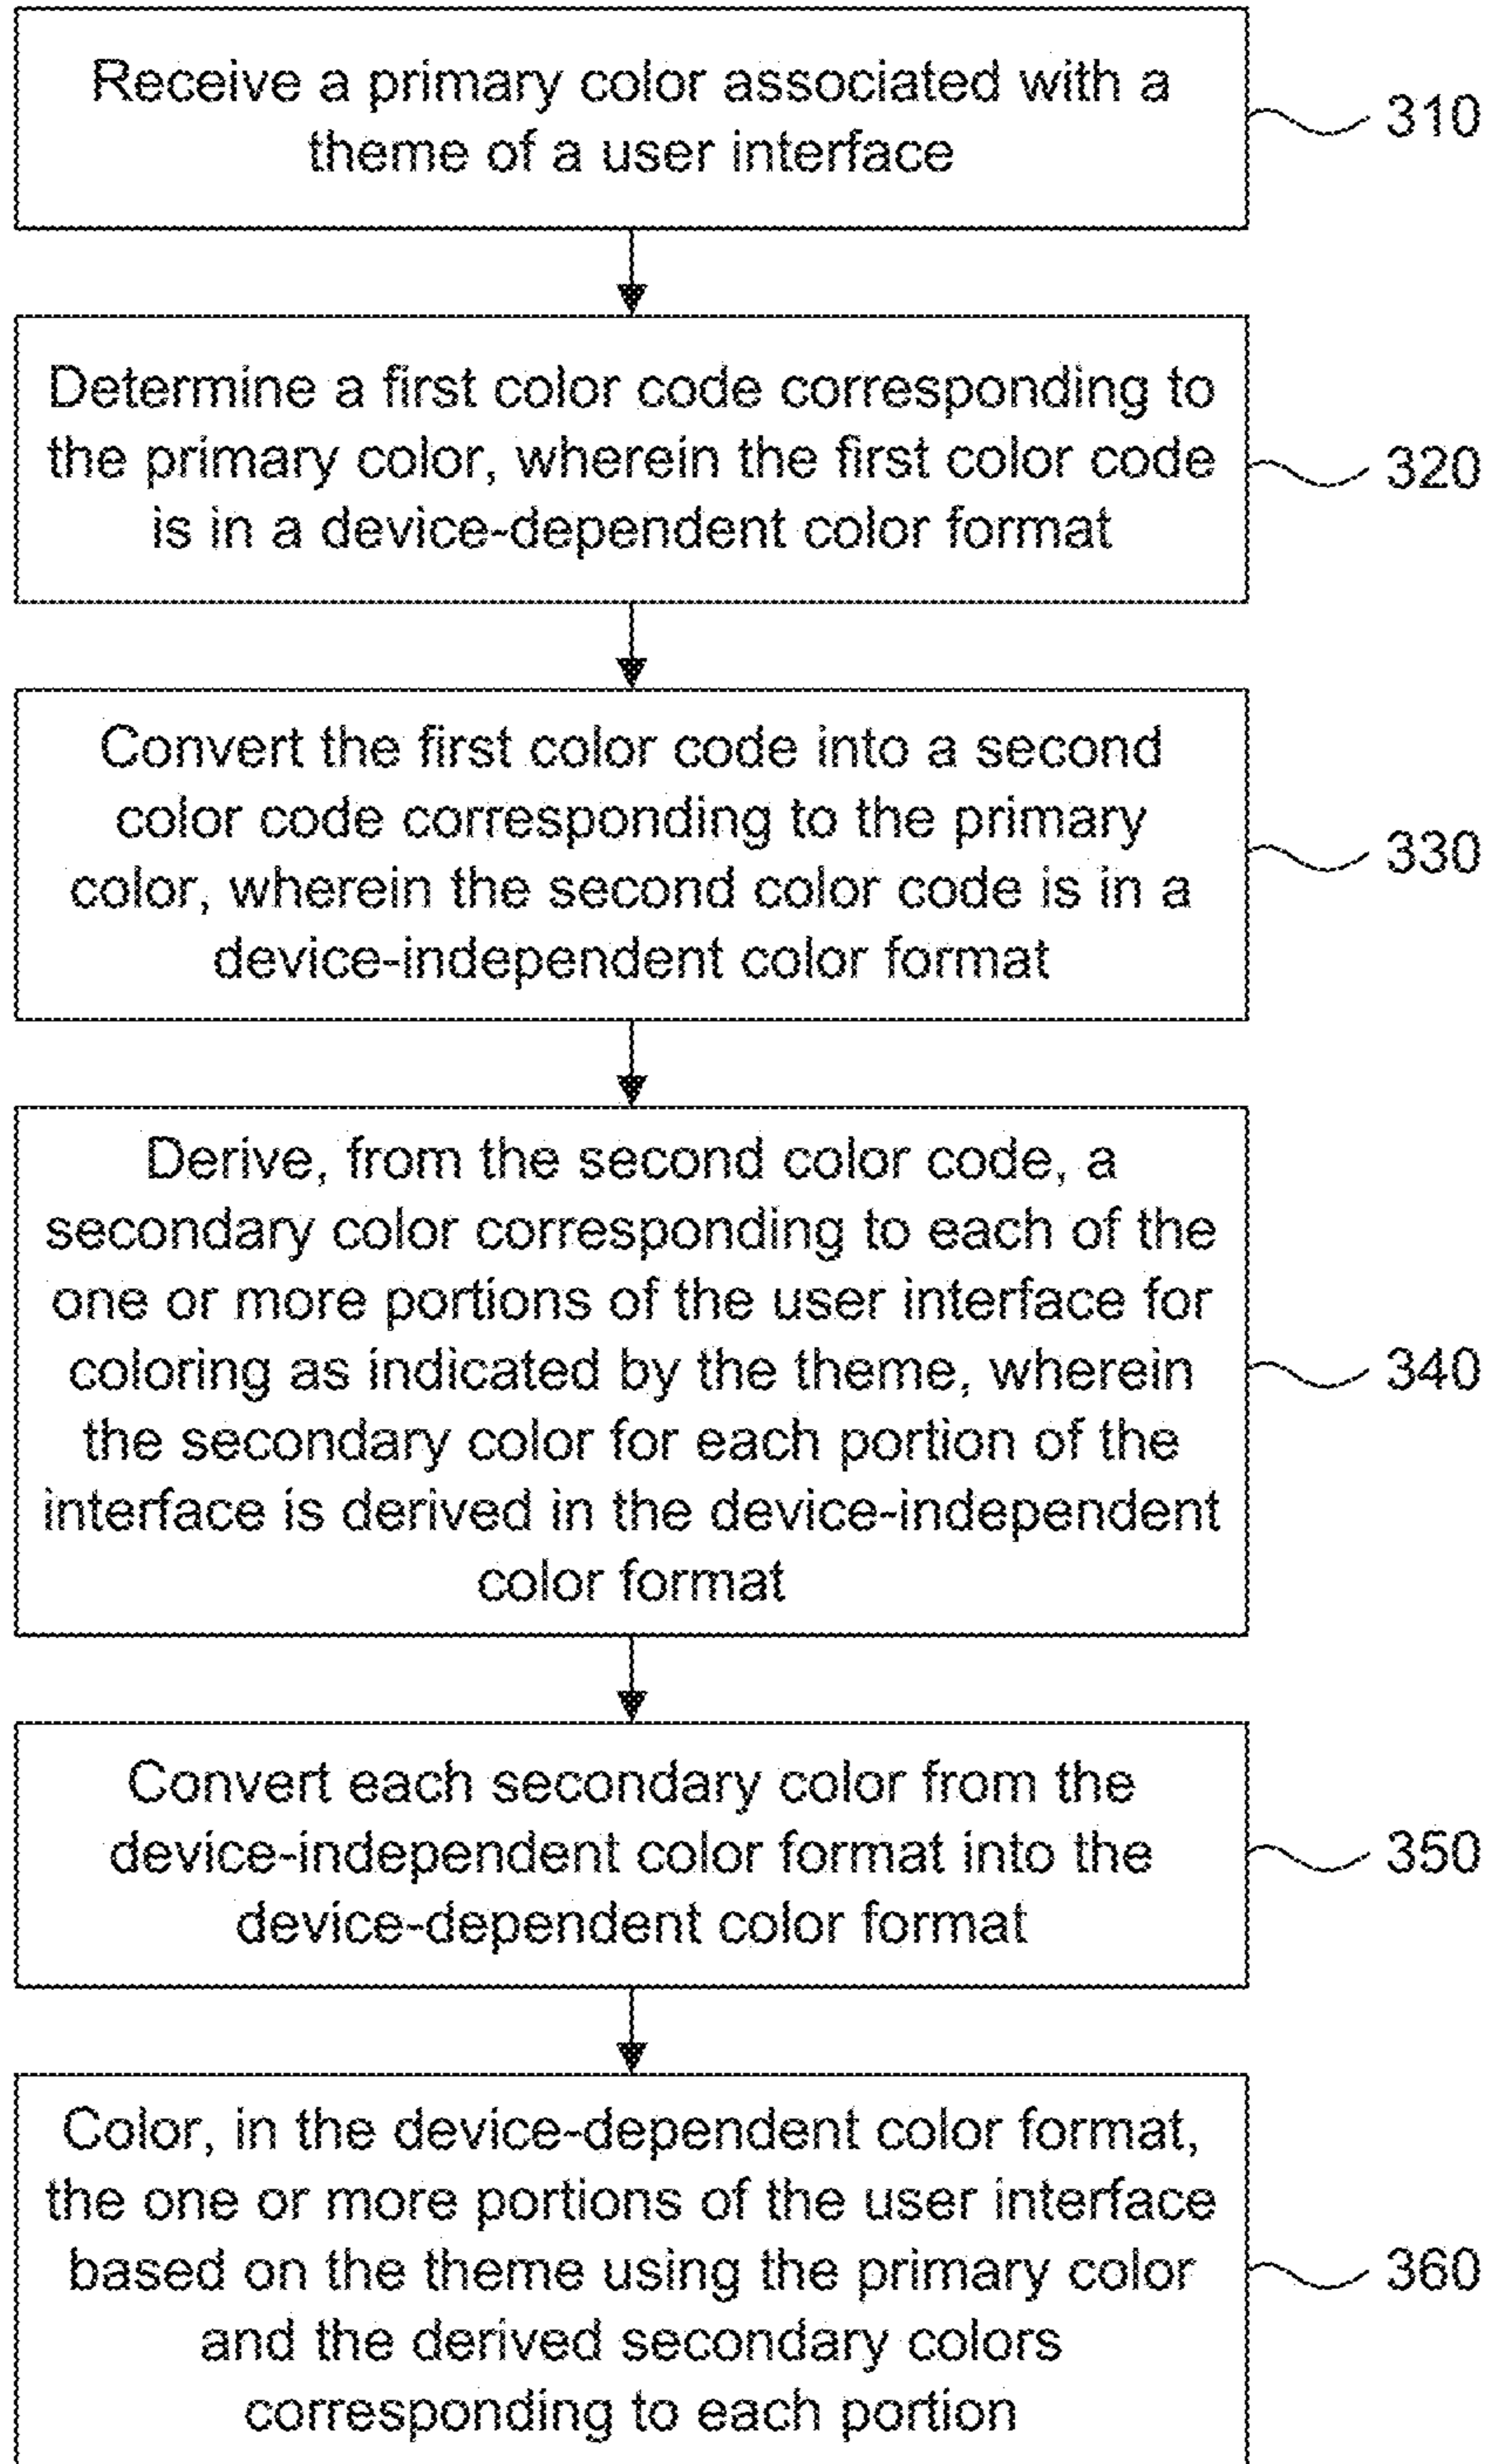 Receive a primary color associated with a
theme of a user interface
310
Determine a first color code corresponding to
the primary color, wherein the first color code
is in a device-dependent color format
320
Convert the first color code into a second
color code corresponding to the primary
color, wherein the second color code is in a
device-independent color format
330
Derive, from the second color code, a
secondary color corresponding to each of the
one or more portions of the user interface for
coloring as indicated by the theme, wherein
the secondary color for each portion of the
interface is derived in the device-independent
color format
340
Convert each secondary color from the
device-independent color format into the
device-dependent color format
350
Color, in the device-dependent color format,
the one or more portions of the user interface
based on the theme using the primary color
and the derived secondary colors
corresponding to each portion
360